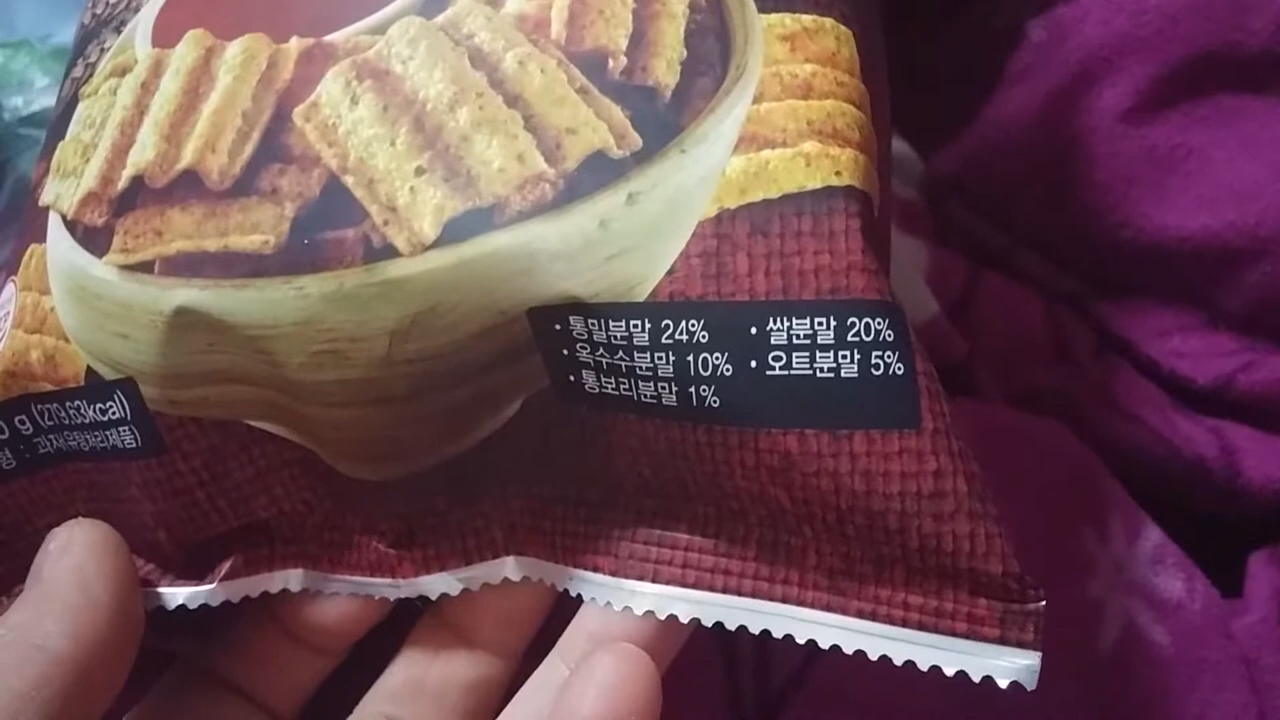 • 통밀분말 24% • 쌀분말 20%
• 옥수수분말 10% • 오트분말 5%
• 통보리분말 1%
g (279.63kcal)
형 : 과자(유탕처리제품)